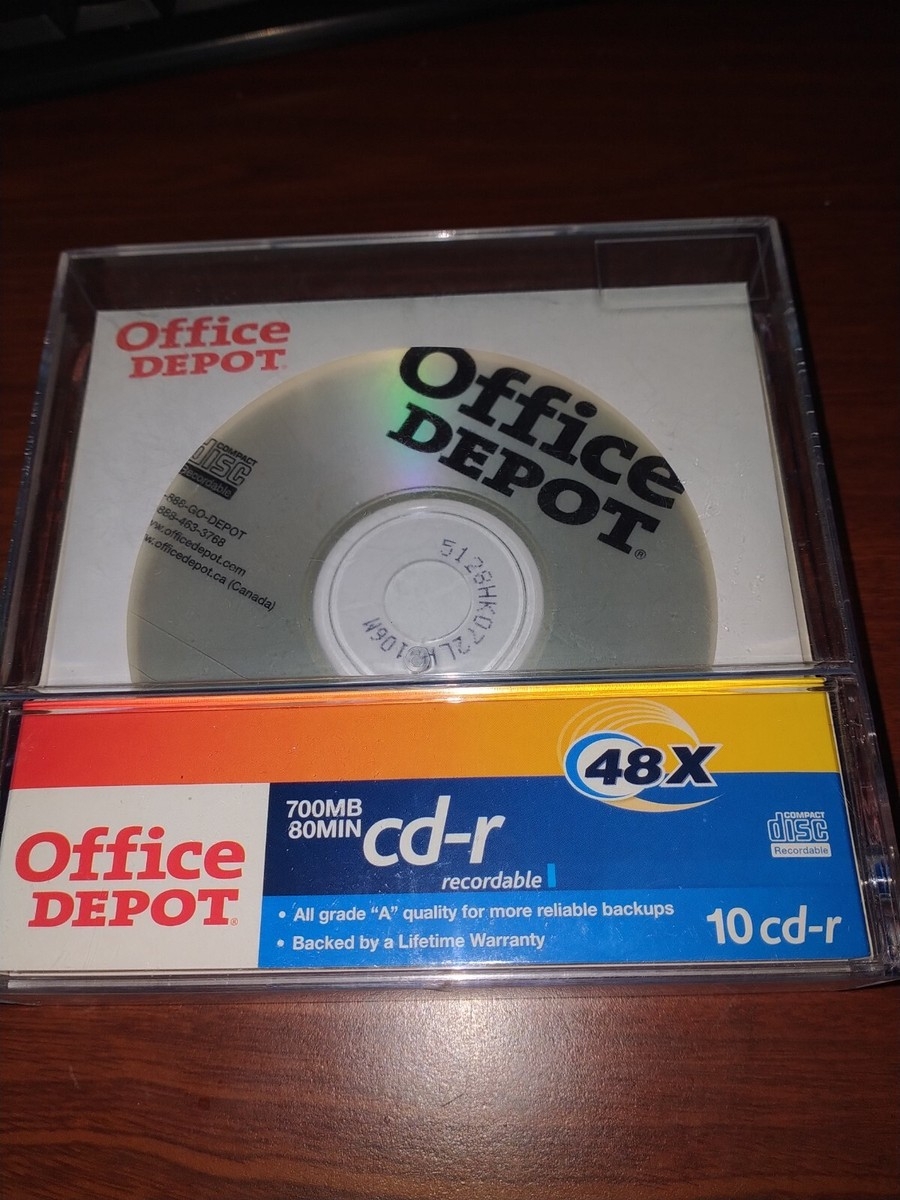 Office
DEPOT
Office
DEPOT®
COMPACT
disc
Recordable
-888-GO-DEPOT
888-463-3768
www.officedepot.com
w.officedepot.ca (Canada)
5128HK072L
106M
48X
700MB
80MIN
cd-r
recordable
COMPACT
disc
Recordable
Office
DEPOT®
• All grade “A” quality for more reliable backups
• Backed by a Lifetime Warranty
10 cd-r